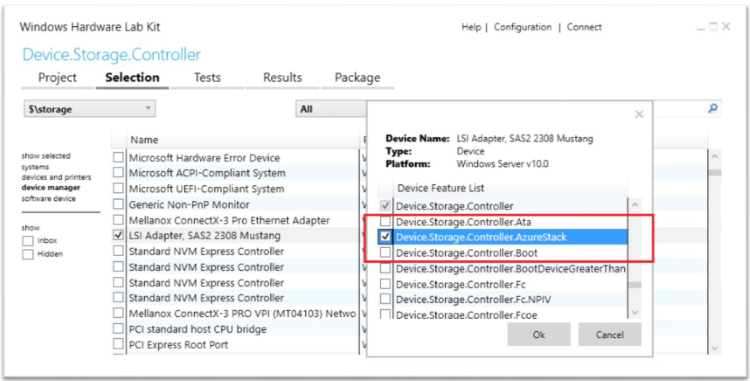 Windows Hardware Lab Kit
Help | Configuration | Connect
Device.Storage.Controller
Project Selection Tests Results Package
$\storage
All
show selected
systems
devices and printers
device manager
software device
show
Inbox
Hidden
Name
Microsoft Hardware Error Device
Microsoft ACPI-Compliant System
Microsoft UEFI-Compliant System
Generic Non-PnP Monitor
Mellanox ConnectX-3 Pro Ethernet Adapter
LSI Adapter, SAS2 2308 Mustang
Standard NVM Express Controller
Standard NVM Express Controller
Standard NVM Express Controller
Standard NVM Express Controller
Mellanox ConnectX-3 PRO VPI (MT04103) Netwo
PCI standard host CPU bridge
PCI Express Root Port
Device Name: LSI Adapter, SAS2 2308 Mustang
Type: Device
Platform: Windows Server v10.0
Device Feature List
Device.Storage.Controller
Device.Storage.Controller.Ata
Device.Storage.Controller.AzureStack
Device.Storage.Controller.Boot
Device.Storage.Controller.BootDeviceGreaterThan
Device.Storage.Controller.Fc
Device.Storage.Controller.Fc.NPIV
Device.Storage.Controller.Fcoe
Ok Cancel